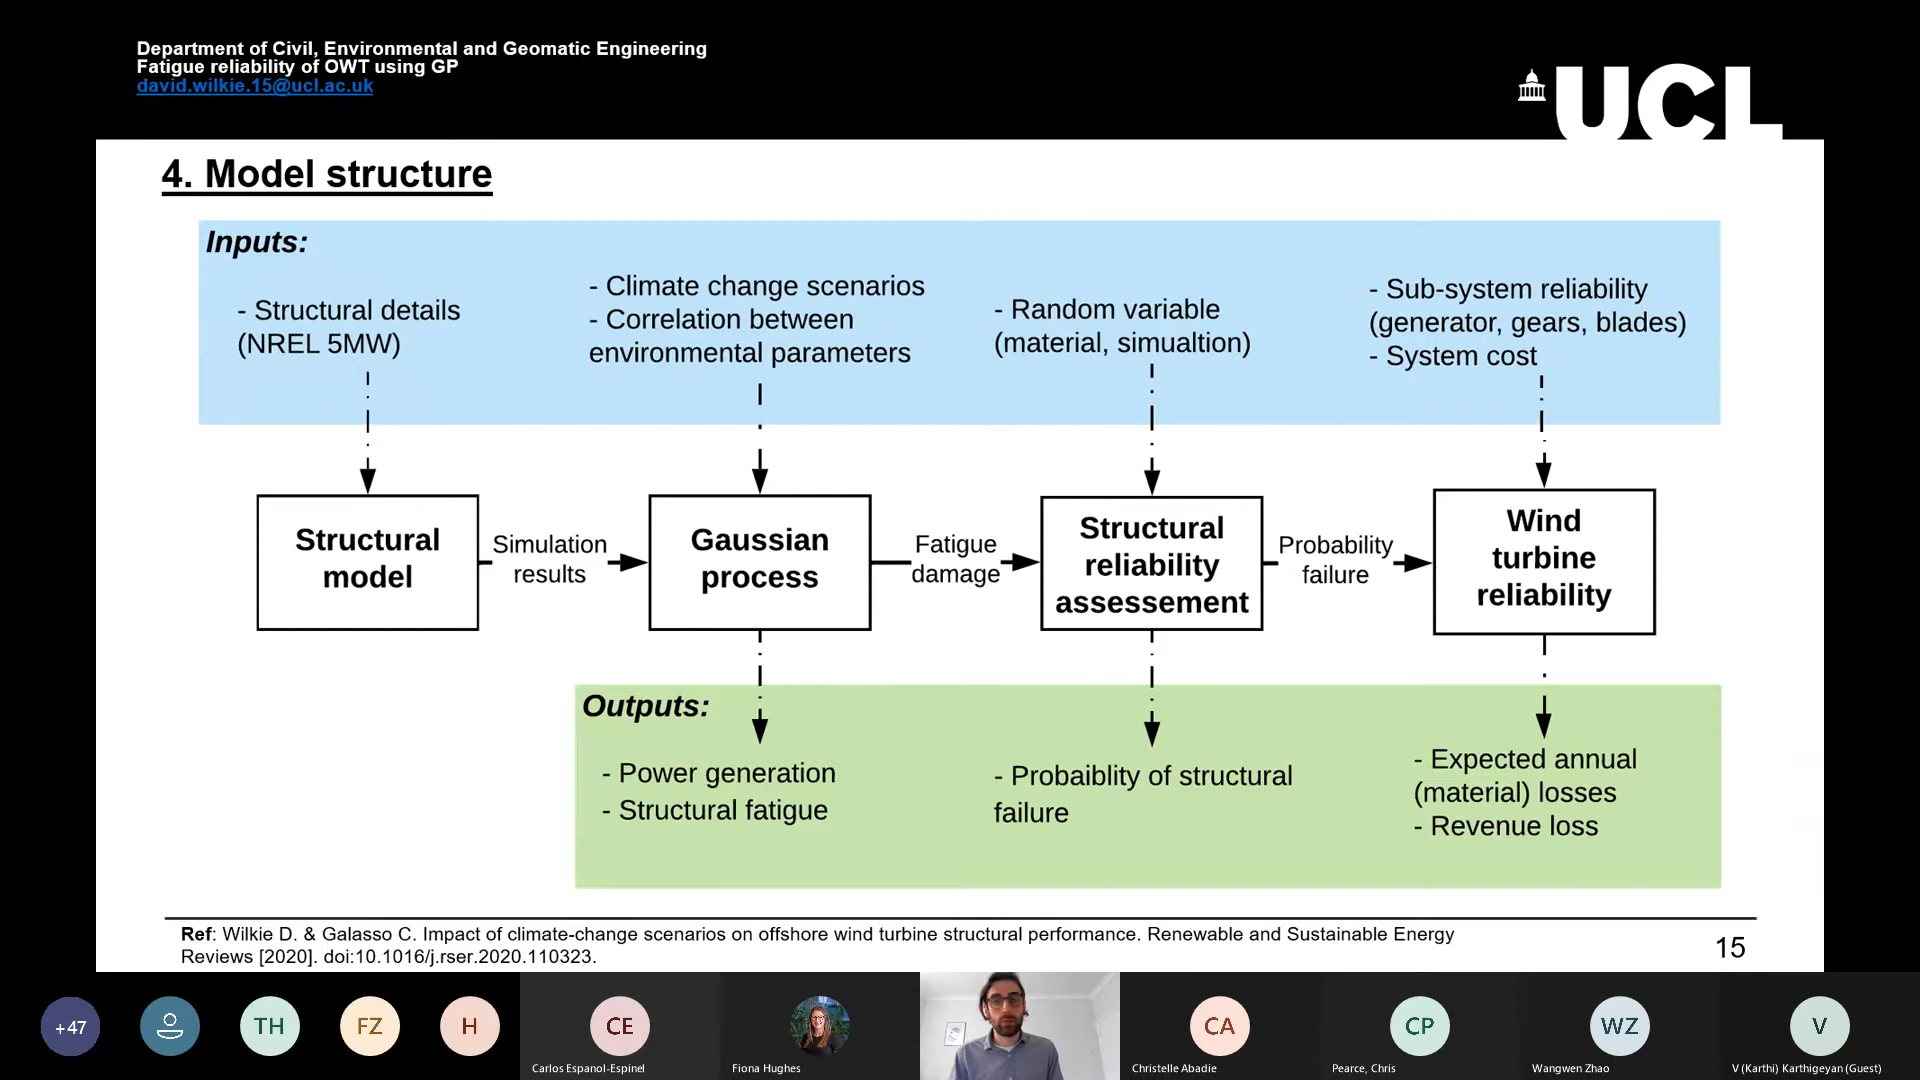 Department of Civil, Environmental and Geomatic Engineering
Fatigue reliability of OWT using GP
david.wilkie.15@ucl.ac.uk
UCL
4. Model structure
Inputs:
- Structural details
(NREL 5MW)
- Climate change scenarios
- Correlation between
environmental parameters
- Random variable
(material, simualtion)
- Sub-system reliability
(generator, gears, blades)
- System cost
Structural
model
Simulation
results
Gaussian
process
Fatigue
damage
Structural
reliability
assessement
Probability
failure
Wind
turbine
reliability
Outputs:
- Power generation
- Structural fatigue
- Probaiblity of structural
failure
- Expected annual
(material) losses
- Revenue loss
Ref: Wilkie D. & Galasso C. Impact of climate-change scenarios on offshore wind turbine structural performance. Renewable and Sustainable Energy
Reviews [2020]. doi:10.1016/j.rser.2020.110323.
15
+47
TH
FZ
H
CE
Carlos Espanol-Espinel
Fiona Hughes
CA
Christelle Abadie
CP
Pearce, Chris
WZ
Wangwen Zhao
V
V (Karthi) Karthigeyan (Guest)